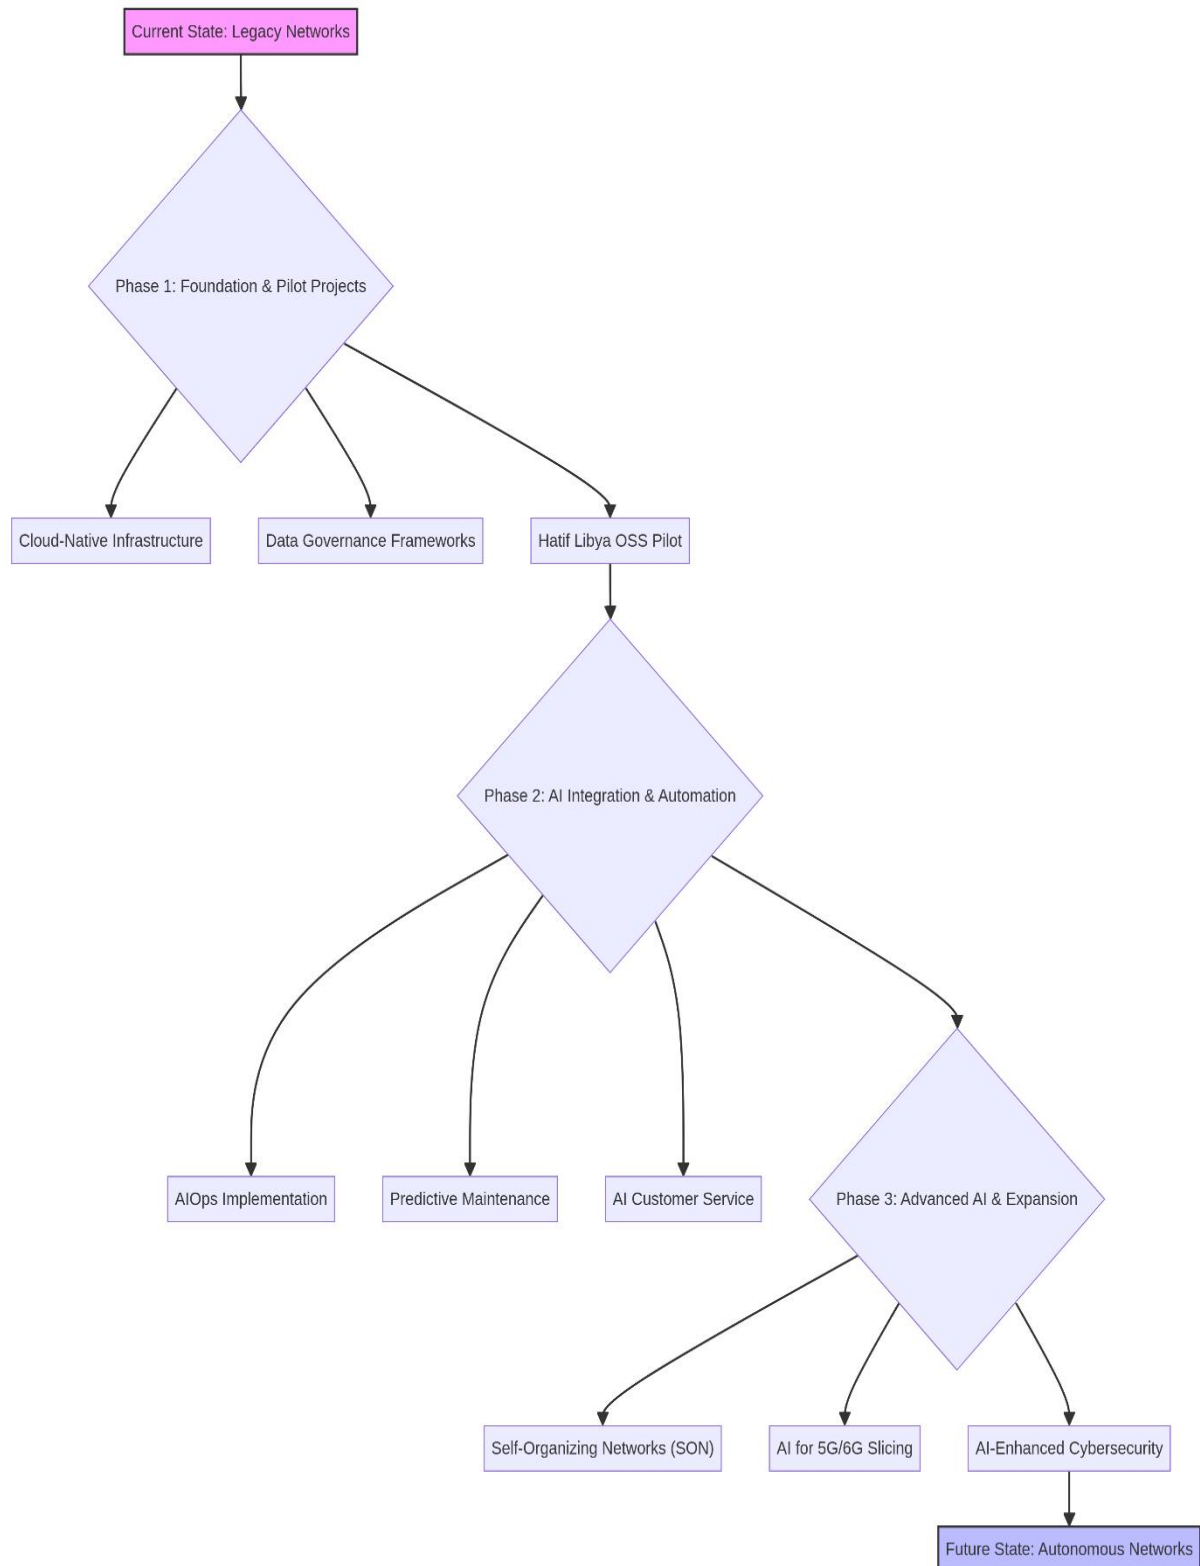 Current State: Legacy Networks
Phase 1: Foundation & Pilot Projects
Cloud-Native Infrastructure
Data Governance Frameworks
Hatif Libya OSS Pilot
Phase 2: AI Integration & Automation
AIOps Implementation
Predictive Maintenance
AI Customer Service
Phase 3: Advanced AI & Expansion
Self-Organizing Networks (SON)
AI for 5G/6G Slicing
AI-Enhanced Cybersecurity
Future State: Autonomous Networks